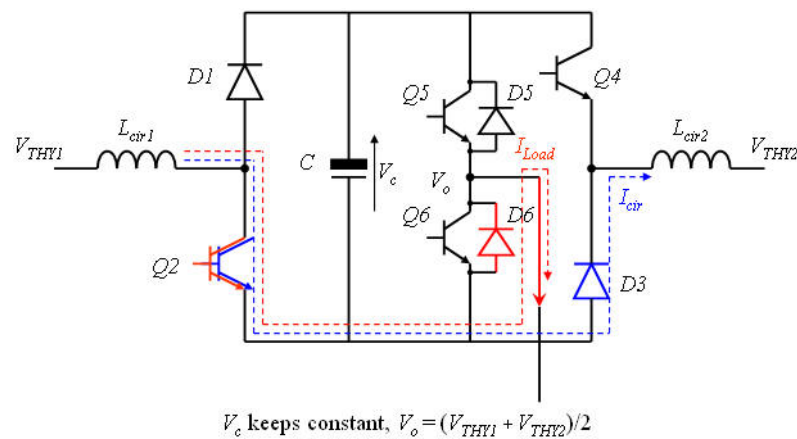 D1
Q5
D5
Q4
L_cir1
I_Load
L_cir2
V_THY1
C
V_c
V_o
V_THY2
Q6
D6
I_cir
Q2
D3
V_c keeps constant, V_o = (V_THY1 + V_THY2)/2